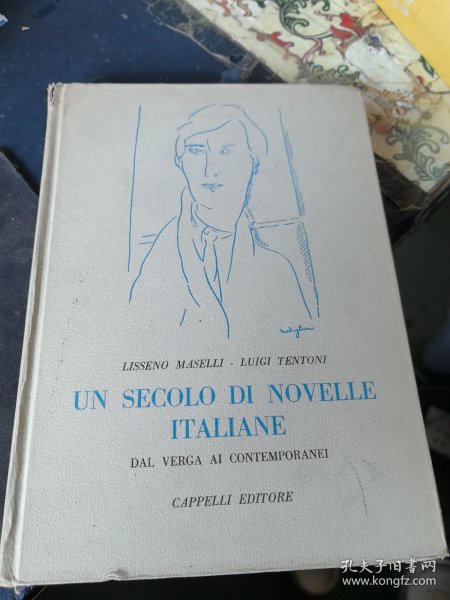 LISSENO MASELLI - LUIGI TENTONI
UN SECOLO DI NOVELLE
ITALIANE
DAL VERGA AI CONTEMPORANEI
CAPPELLI EDITORE
孔夫子旧书网
www.kongfz.com